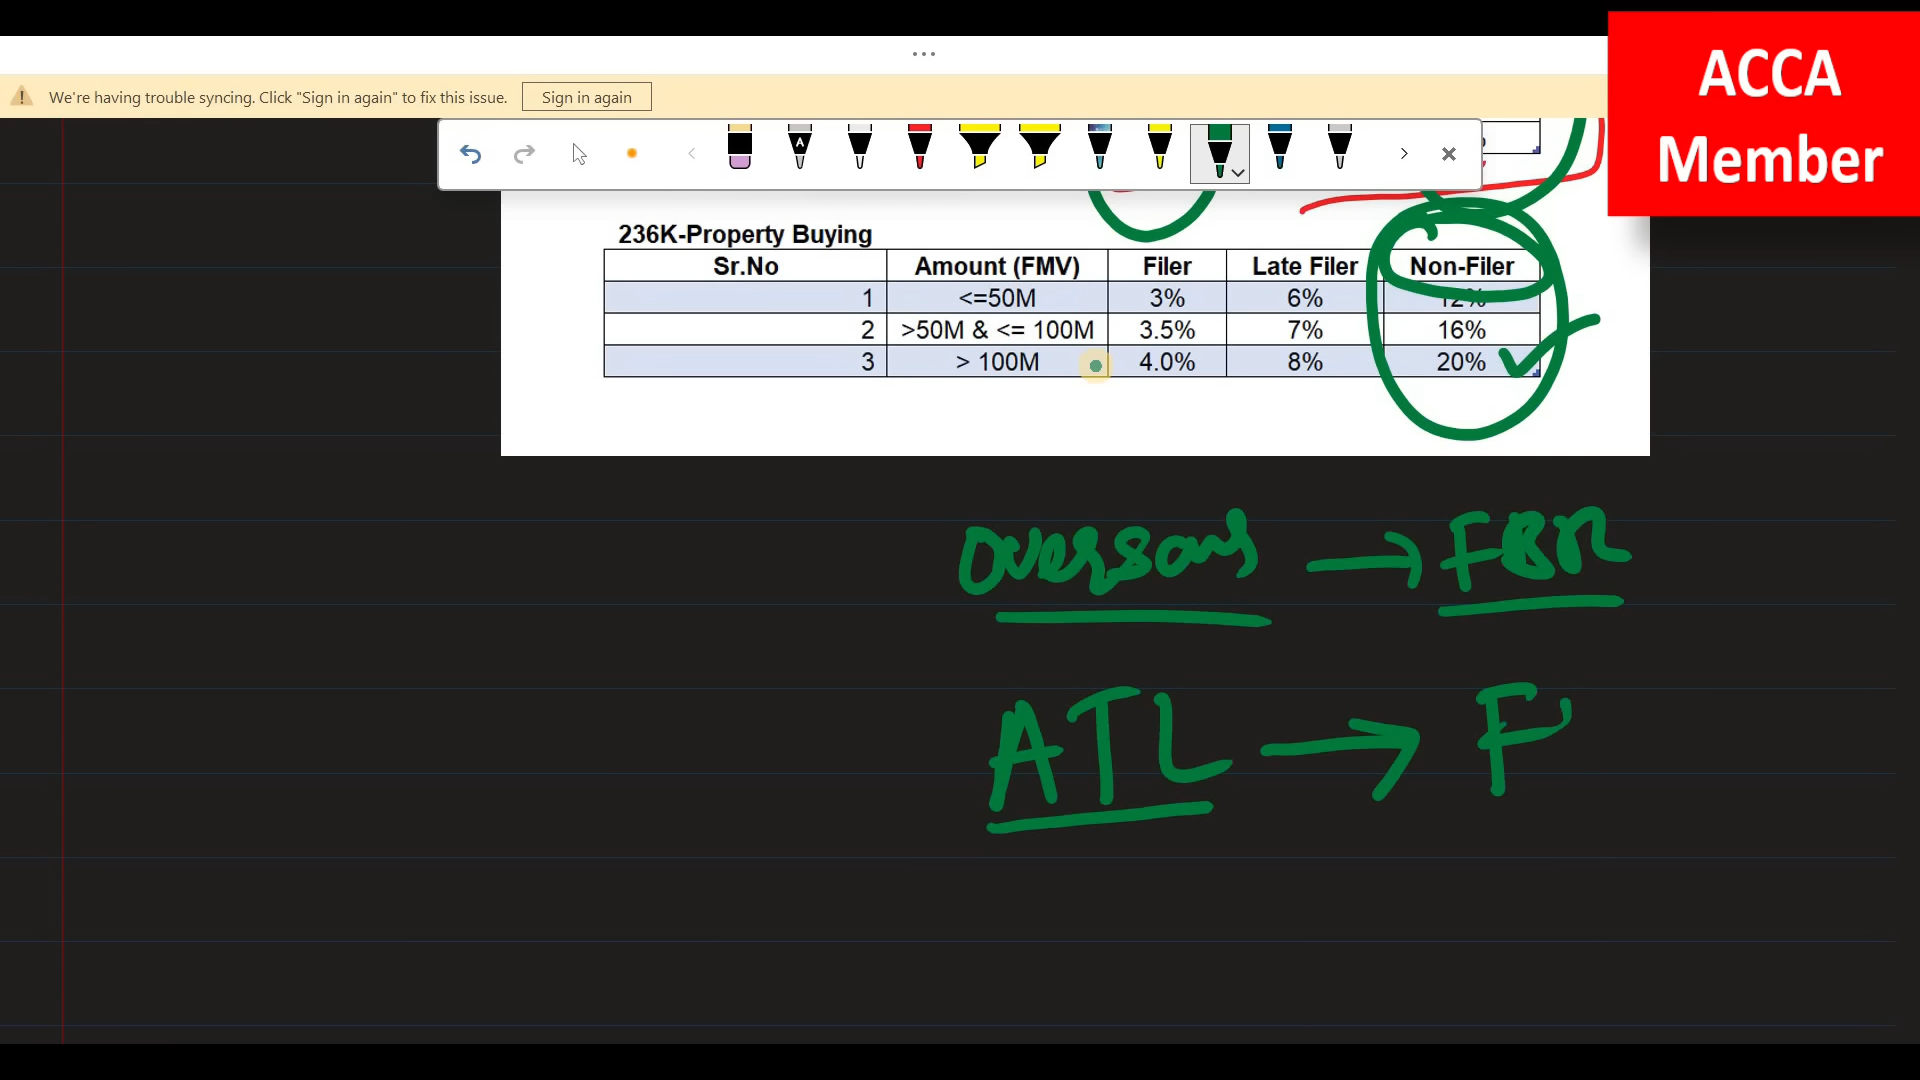 ACCA
Member
We're having trouble syncing. Click "Sign in again" to fix this issue. Sign in again
A
236K-Property Buying
Sr.No Amount (FMV) Filer Late Filer Non-Filer
1 <=50M 3% 6% 12%
2 >50M & <= 100M 3.5% 7% 16%
3 > 100M 4.0% 8% 20%
→ FBR
ATL → F